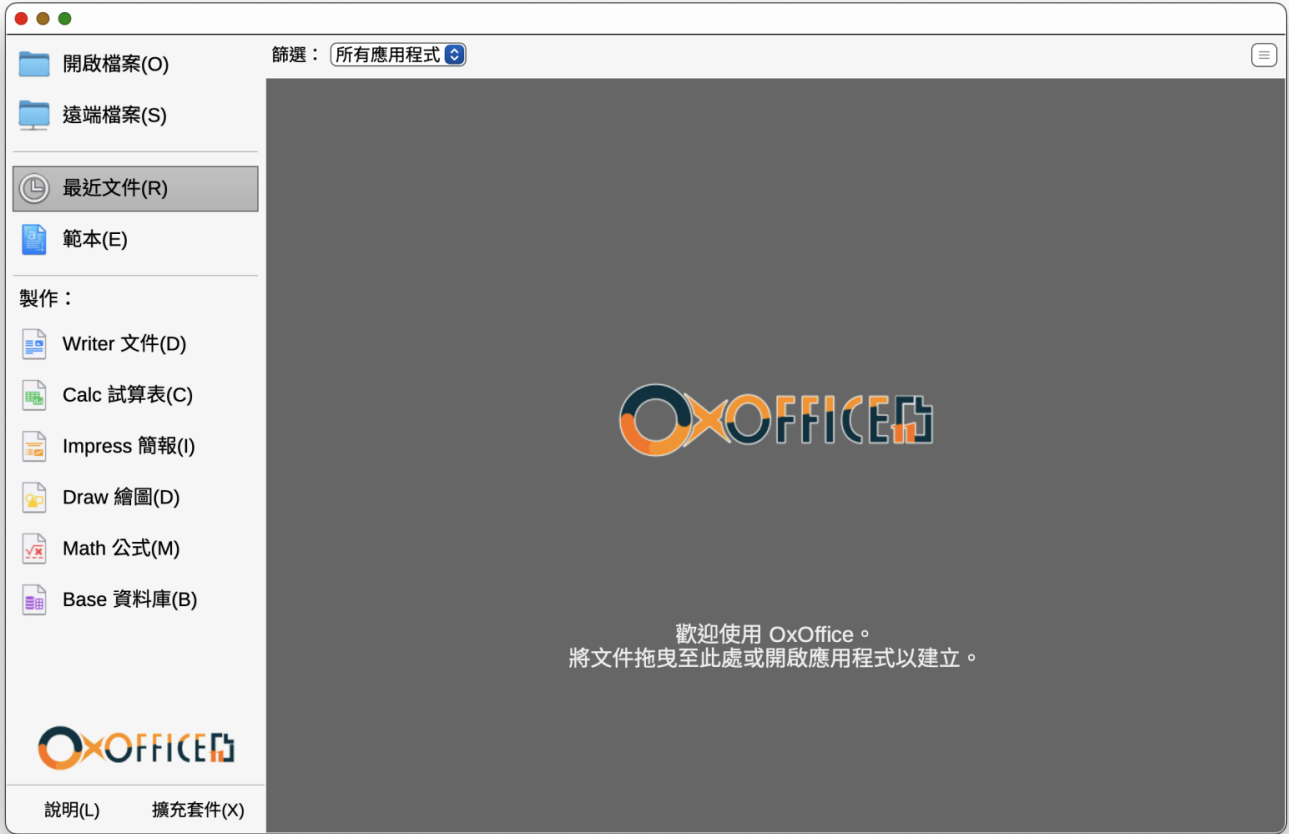 開啟檔案(O)
遠端檔案(S)
最近文件(R)
範本(E)
製作：
Writer 文件(D)
Calc 試算表(C)
Impress 簡報(I)
Draw 繪圖(D)
Math 公式(M)
Base 資料庫(B)
OXOFFICE
說明(L) 擴充套件(X)
篩選： 所有應用程式
OXOFFICE
歡迎使用 OxOffice。
將文件拖曳至此處或開啟應用程式以建立。